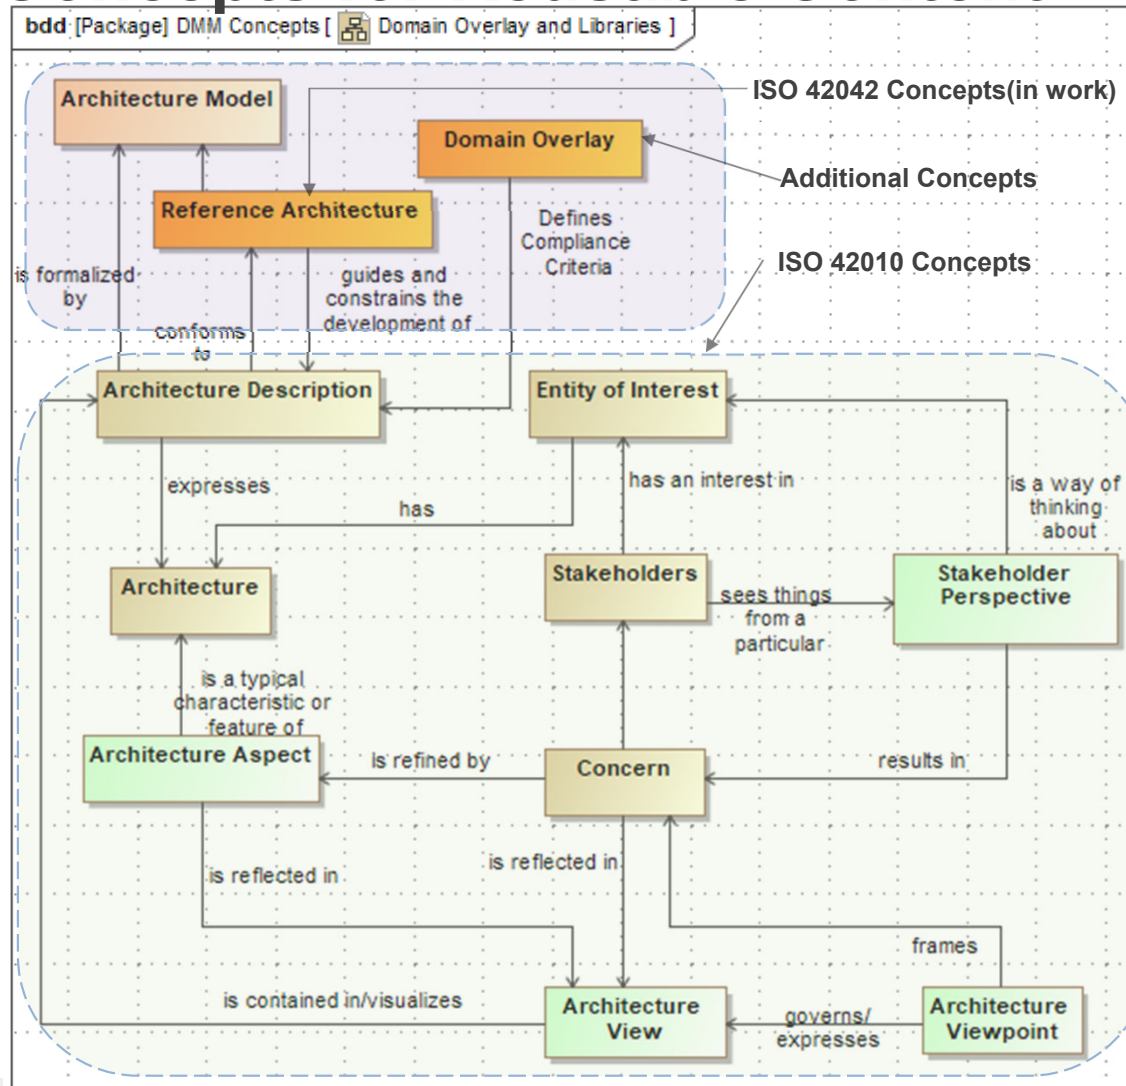 bdd [Package] DMM Concepts [ Domain Overlay and Libraries ]
Architecture Model
ISO 42042 Concepts(in work)
Domain Overlay
Additional Concepts
Reference Architecture
Defines
Compliance
Criteria
ISO 42010 Concepts
is formalized
by
guides and
constrains the
development of
conforms
to
Architecture Description
Entity of Interest
expresses
has an interest in
is a way of
thinking
about
has
Architecture
Stakeholders
sees things
from a
particular
Stakeholder
Perspective
is a typical
characteristic or
feature of
Architecture Aspect
Is refined by
Concern
results in
is reflected in
is reflected in
frames
is contained in/visualizes
Architecture
View
governs/
expresses
Architecture
Viewpoint